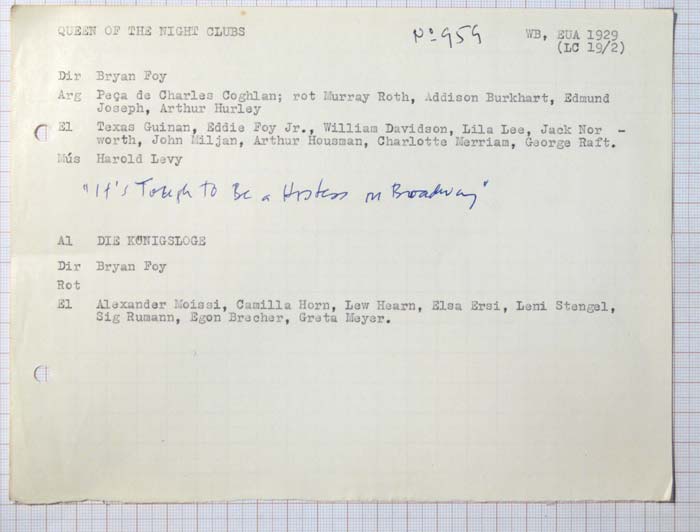 QUEEN OF THE NIGHT CLUBS Nº 959 WB, EUA 1929
(LC 19/2)
Dir Bryan Foy
Arg Peça de Charles Coghlan; rot Murray Roth, Addison Burkhart, Edmund
Joseph, Arthur Hurley
El Texas Guinan, Eddie Foy Jr., William Davidson, Lila Lee, Jack Nor -
worth, John Miljan, Arthur Housman, Charlotte Merriam, George Raft.
Mús Harold Levy
"It's Tough To Be a Hostess on Broadway"
Al DIE KÖNIGSLOGE
Dir Bryan Foy
Rot
El Alexander Moissi, Camilla Horn, Lew Hearn, Elsa Ersi, Leni Stengel,
Sig Rumann, Egon Brecher, Greta Meyer.